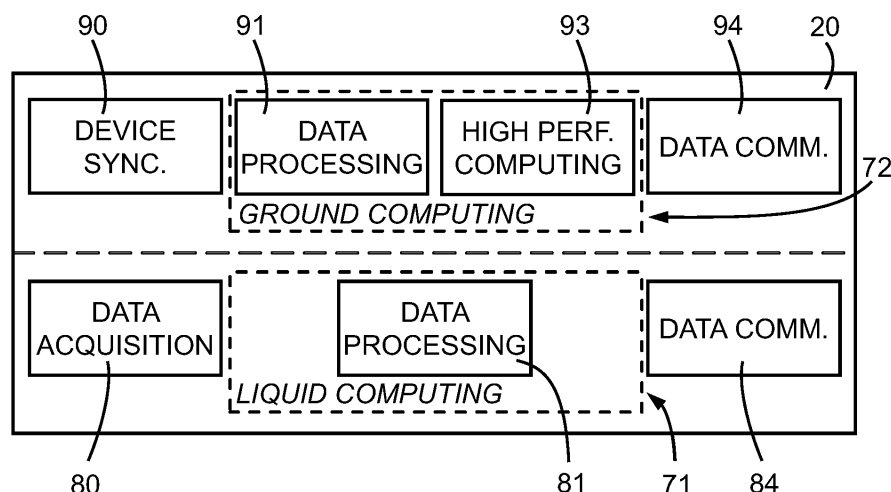 90 91 93 94 20
DEVICE SYNC.
DATA PROCESSING
HIGH PERF. COMPUTING
DATA COMM.
72
GROUND COMPUTING
DATA ACQUISITION
DATA PROCESSING
DATA COMM.
LIQUID COMPUTING
80 81 71 84